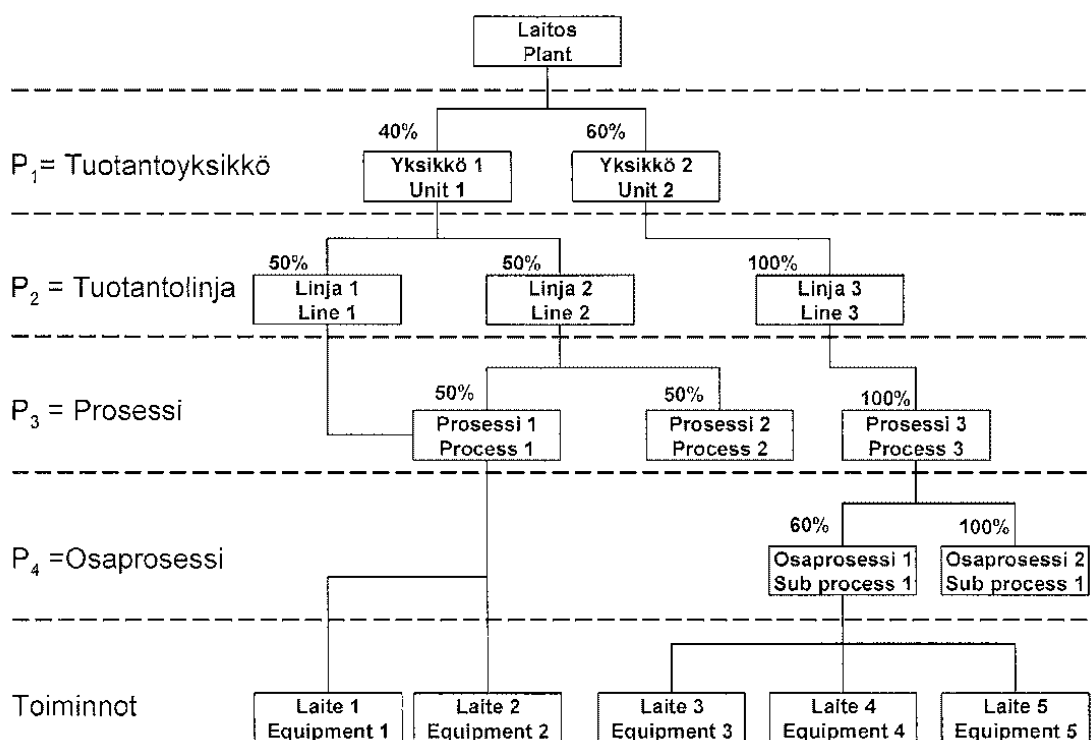 Laitos
Plant
40%
60%
P1= Tuotantoyksikkö
Yksikkö 1
Unit 1
Yksikkö 2
Unit 2
50%
50%
100%
P2 = Tuotantolinja
Linja 1
Line 1
Linja 2
Line 2
Linja 3
Line 3
50%
50%
100%
P3 = Prosessi
Prosessi 1
Process 1
Prosessi 2
Process 2
Prosessi 3
Process 3
60%
100%
P4 =Osaprosessi
Osaprosessi 1
Sub process 1
Osaprosessi 2
Sub process 1
Toiminnot
Laite 1
Equipment 1
Laite 2
Equipment 2
Laite 3
Equipment 3
Laite 4
Equipment 4
Laite 5
Equipment 5